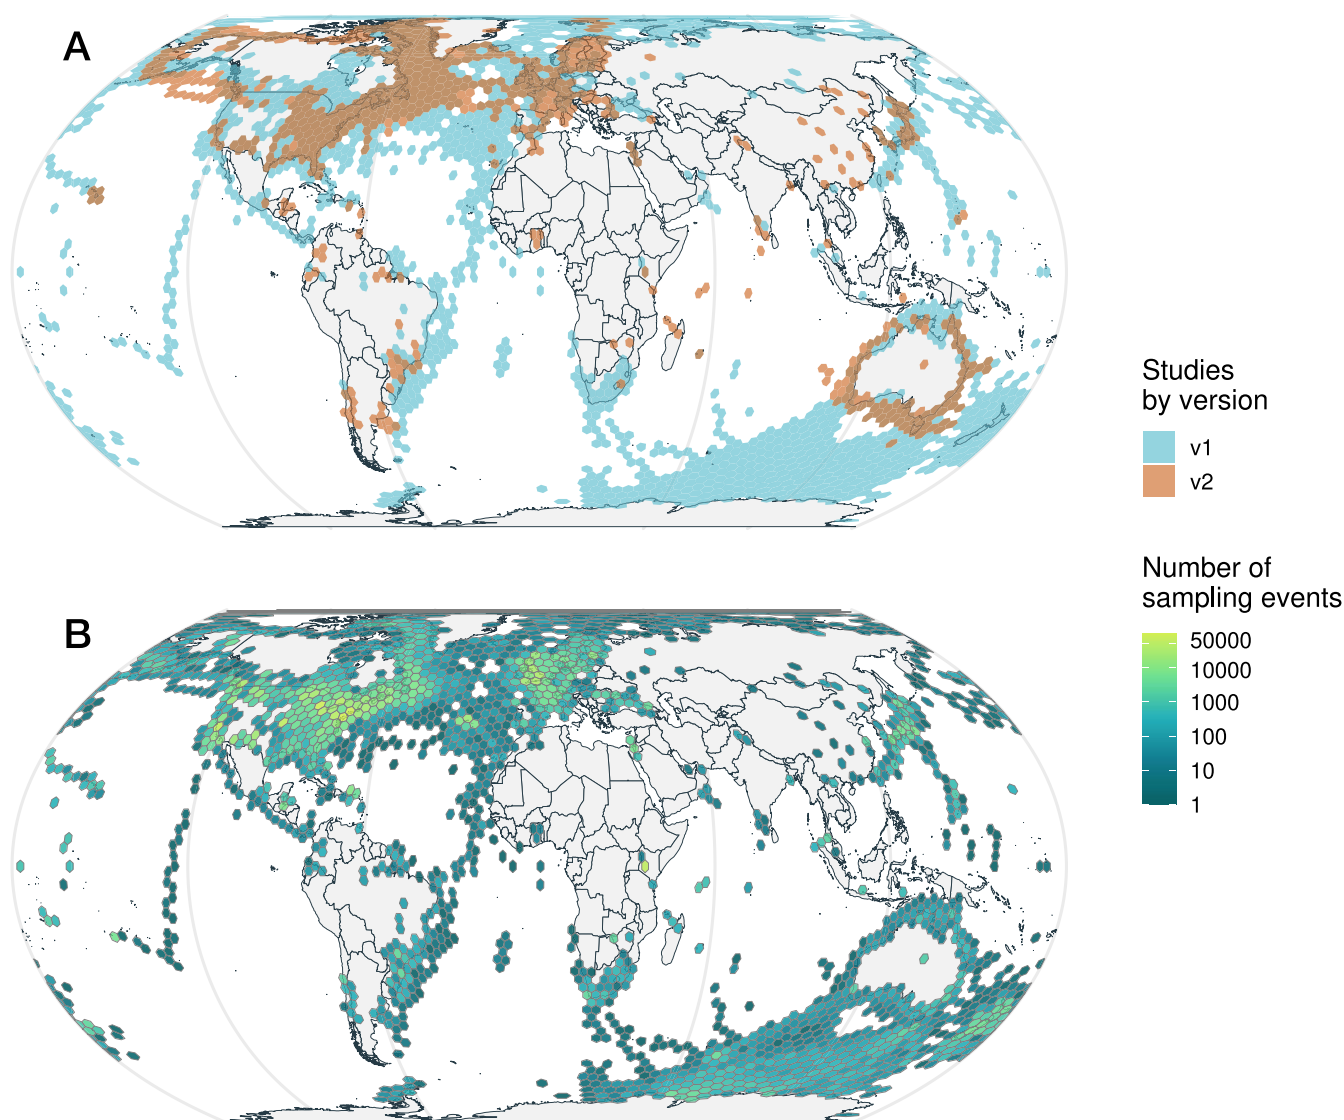 A
Studies
by version
v1
v2
B
Number of
sampling events
50000
10000
1000
100
10
1